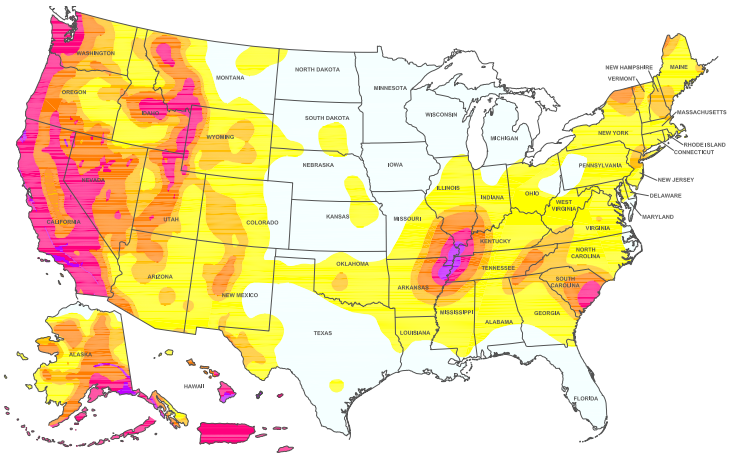 WASHINGTON
MONTANA
NORTH DAKOTA
MINNESOTA
NEW HAMPSHIRE
VERMONT
MAINE
OREGON
IDAHO
WYOMING
SOUTH DAKOTA
WISCONSIN
MICHIGAN
MASSACHUSETTS
NEW YORK
RHODE ISLAND
CONNECTICUT
NEVADA
NEBRASKA
IOWA
ILLINOIS
INDIANA
OHIO
PENNSYLVANIA
NEW JERSEY
DELAWARE
MARYLAND
CALIFORNIA
UTAH
COLORADO
KANSAS
MISSOURI
WEST
VIRGINIA
VIRGINIA
KENTUCKY
ARIZONA
NEW MEXICO
OKLAHOMA
ARKANSAS
TENNESSEE
NORTH
CAROLINA
SOUTH
CAROLINA
MISSISSIPPI
ALABAMA
GEORGIA
TEXAS
LOUISIANA
FLORIDA
ALASKA
HAWAII